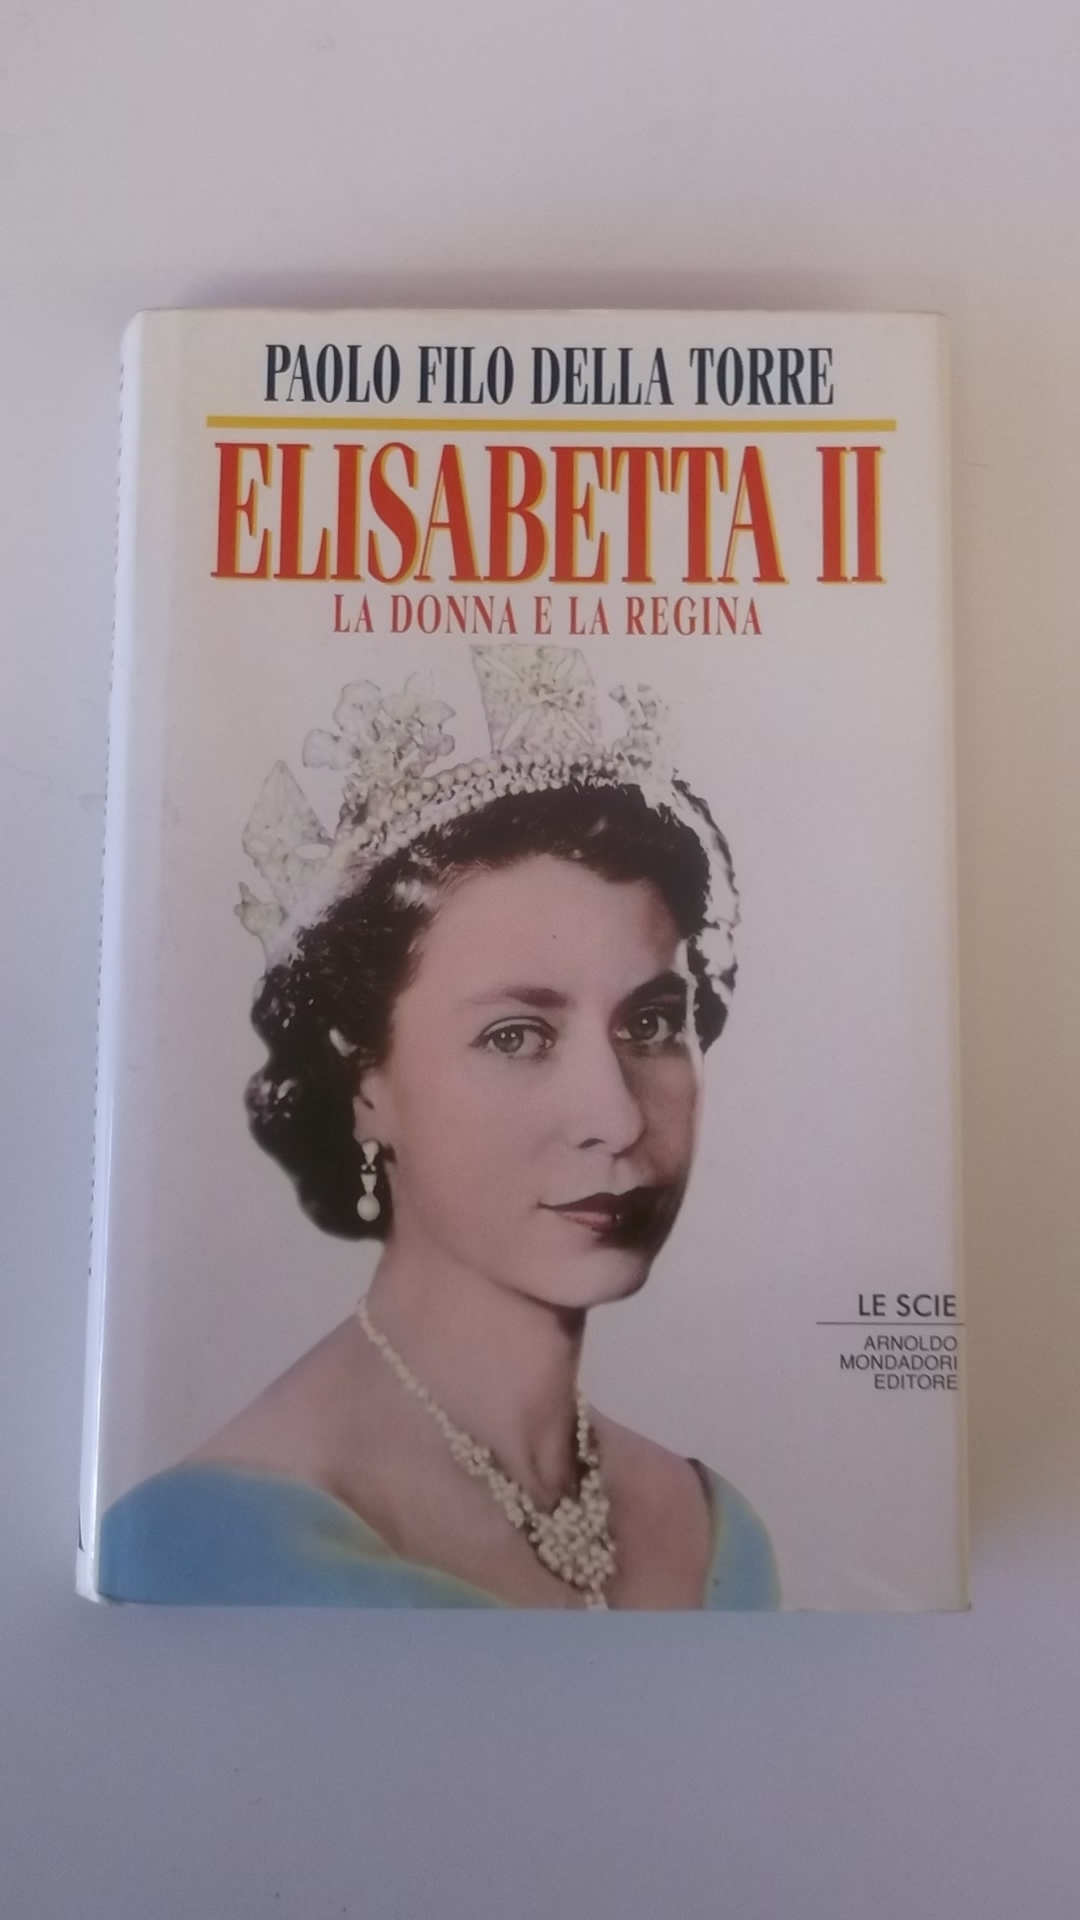 PAOLO FILO DELLA TORRE
ELISABETTA II
LA DONNA E LA REGINA
LE SCIE
ARNOLDO
MONDADORI
EDITORE